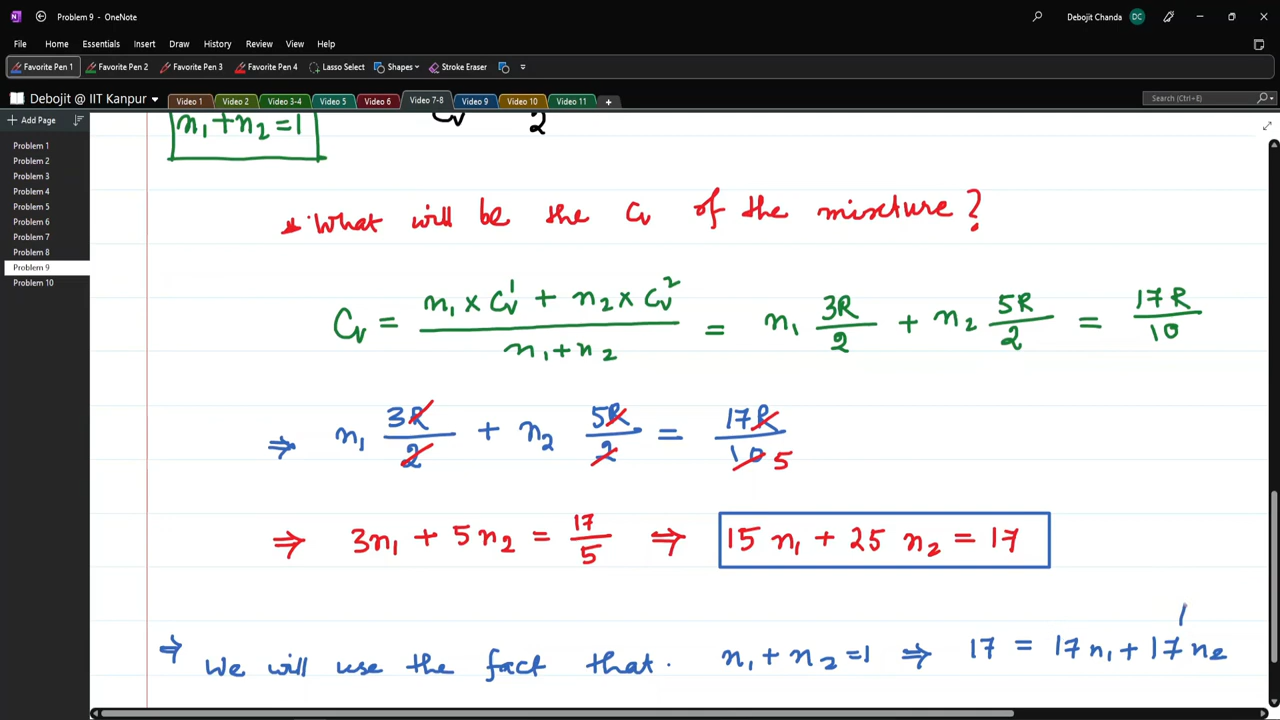 Problem 9 - OneNote
Debojit Chanda DC
File Home Essentials Insert Draw History Review View Help
Favorite Pen 1 Favorite Pen 2 Favorite Pen 3 Favorite Pen 4 Lasso Select Shapes Stroke Eraser
Debojit @ IIT Kanpur Video 1 Video 2 Video 3-4 Video 5 Video 6 Video 7-8 Video 9 Video 10 Video 11 + Search (Ctrl+E)
+ Add Page
Problem 1
Problem 2
Problem 3
Problem 4
Problem 5
Problem 6
Problem 7
Problem 8
Problem 9
Problem 10
n₁+n₂=1 Cv 2
What will be the Cv of the mixture?
Cv = (n₁ × Cv¹ + n₂ × Cv²)/(n₁+n₂) = n₁ 3R/2 + n₂ 5R/2 = 17R/10
⇒ n₁ 3R/2 + n₂ 5R/2 = 17R/10 5
⇒ 3n₁ + 5n₂ = 17/5 ⇒ 15 n₁ + 25 n₂ = 17
⇒ We will use the fact that. n₁ + n₂ =1 ⇒ 17 = 17n₁ + 17n₂